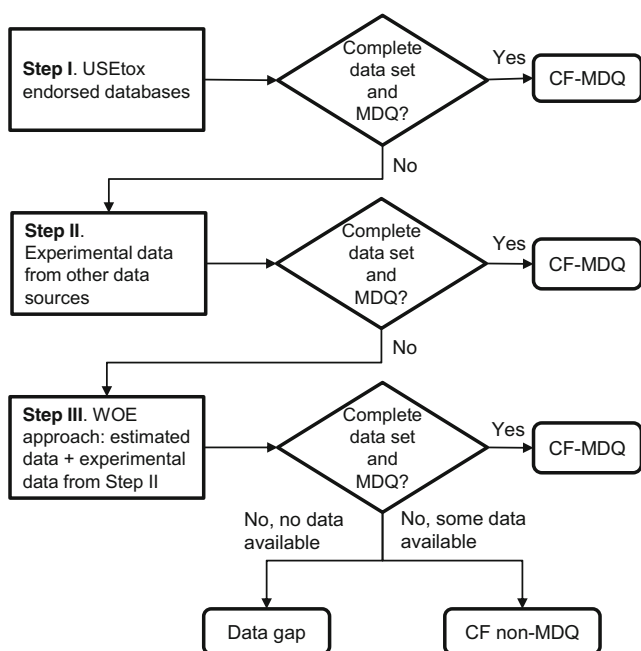 Step I. USEtox
endorsed databases
Complete
data set
and
MDQ?
Yes
CF-MDQ
No
Step II.
Experimental data
from other data
sources
Complete
data set
and
MDQ?
Yes
CF-MDQ
No
Step III. WOE
approach: estimated
data + experimental
data from Step II
Complete
data set
and
MDQ?
Yes
CF-MDQ
No, no data
available
No, some data
available
Data gap
CF non-MDQ